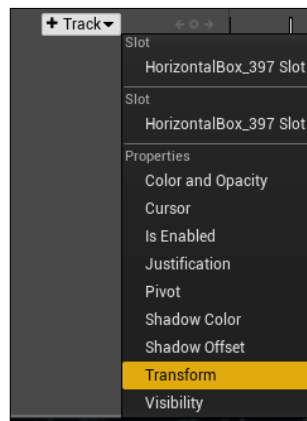 + Track
Slot
HorizontalBox_397 Slot
Slot
HorizontalBox_397 Slot
Properties
Color and Opacity
Cursor
Is Enabled
Justification
Pivot
Shadow Color
Shadow Offset
Transform
Visibility